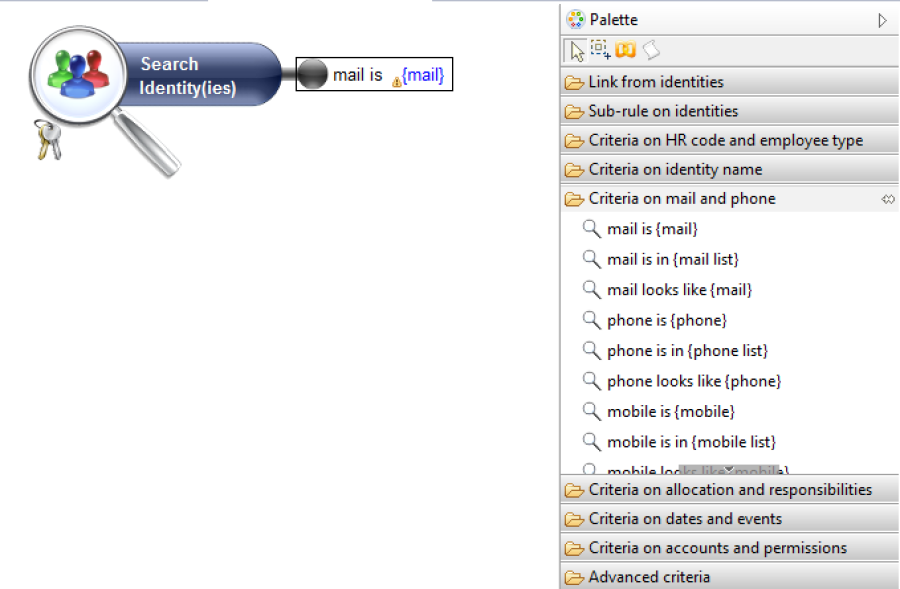 Search
Identity(ies)
mail is {mail}
Palette
Link from identities
Sub-rule on identities
Criteria on HR code and employee type
Criteria on identity name
Criteria on mail and phone
mail is {mail}
mail is in {mail list}
mail looks like {mail}
phone is {phone}
phone is in {phone list}
phone looks like {phone}
mobile is {mobile}
mobile is in {mobile list}
mobile looks like {mobile}
Criteria on allocation and responsibilities
Criteria on dates and events
Criteria on accounts and permissions
Advanced criteria